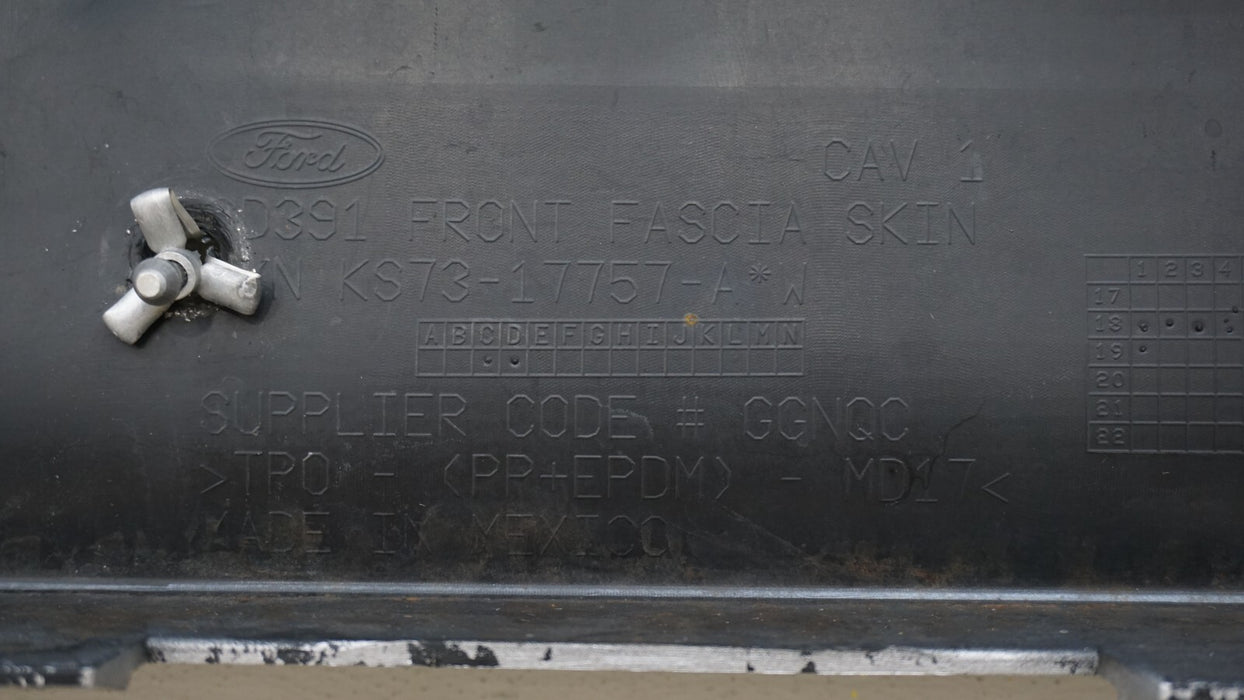 Ford
CAV 1
D391 FRONT FASCIA SKIN
KS73-17757-A*W
A B C D E F G H I J K L M N
SUPPLIER CODE # GGNQC
>TPO - (PP+EPDM) - MD17<
MADE IN MEXICO
1 2 3 4
17
18
19
20
21
22